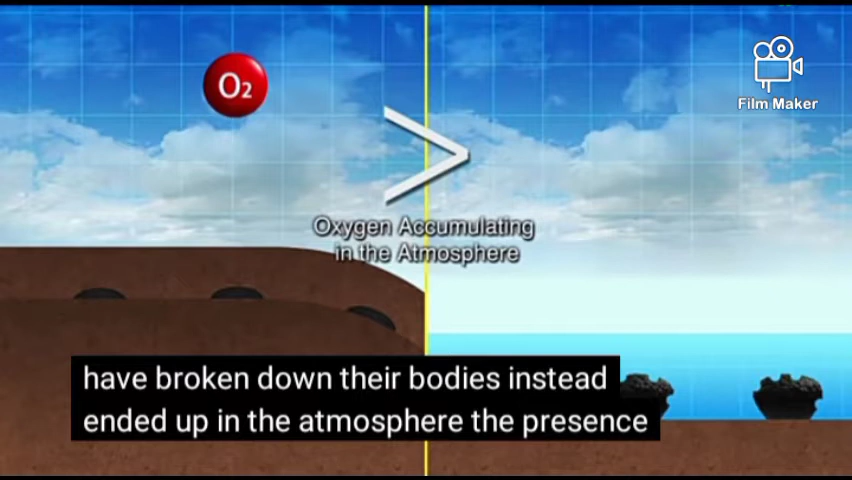 O2
Film Maker
>
Oxygen Accumulating
in the Atmosphere
have broken down their bodies instead
ended up in the atmosphere the presence